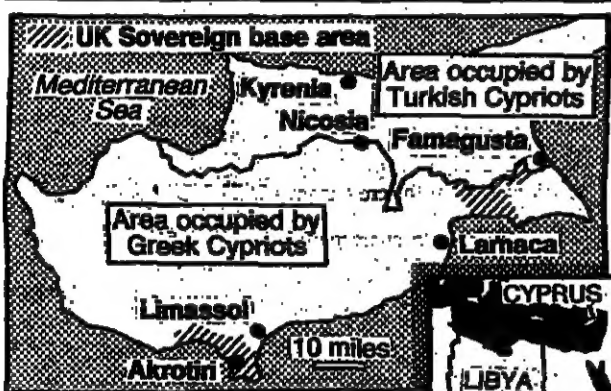 UK Sovereign base area
Mediterranean
Sea
Kyrenia
Nicosia
Area occupied by
Turkish Cypriots
Famagusta
Area occupied by
Greek Cypriots
Larnaca
Limassol
Akrotiri
10 miles
CYPRUS
LIBYA